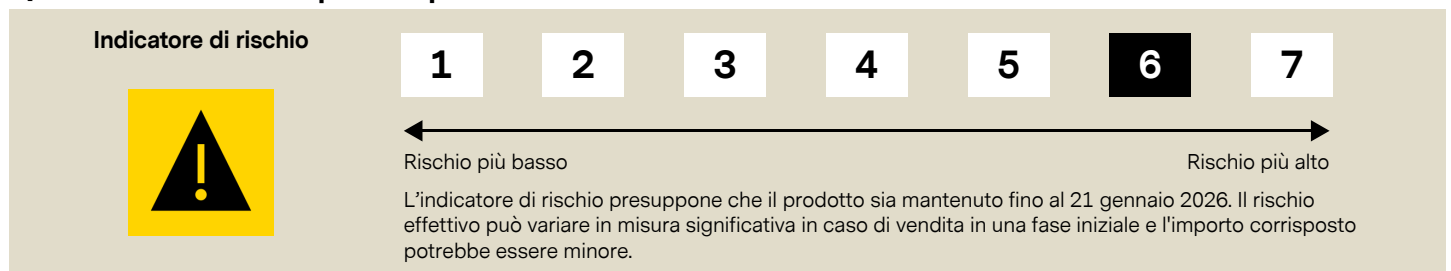 Indicatore di rischio
1 2 3 4 5 6 7
Rischio più basso
Rischio più alto
L'indicatore di rischio presuppone che il prodotto sia mantenuto fino al 21 gennaio 2026. Il rischio
effettivo può variare in misura significativa in caso di vendita in una fase iniziale e l'importo corrisposto
potrebbe essere minore.